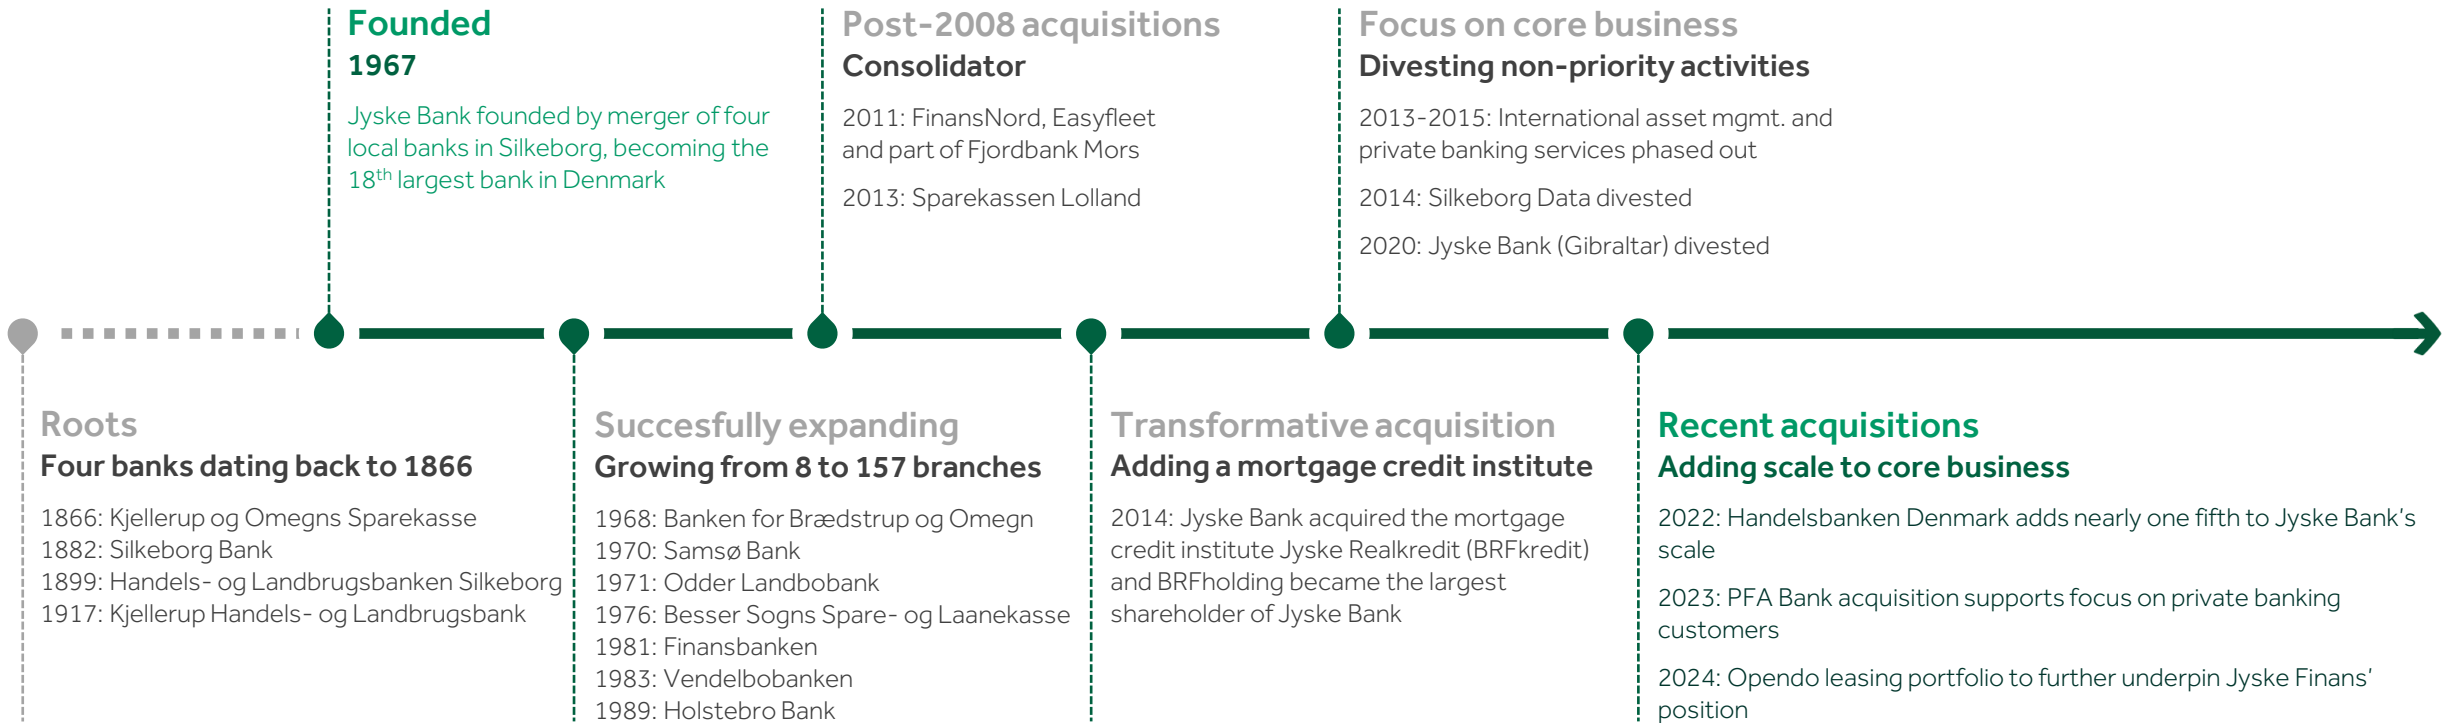 Founded
1967
Jyske Bank founded by merger of four
local banks in Silkeborg, becoming the
18th largest bank in Denmark
Post-2008 acquisitions
Consolidator
2011: FinansNord, Easyfleet
and part of Fjordbank Mors
2013: Sparekassen Lolland
Focus on core business
Divesting non-priority activities
2013-2015: International asset mgmt. and
private banking services phased out
2014: Silkeborg Data divested
2020: Jyske Bank (Gibraltar) divested
Roots
Four banks dating back to 1866
1866: Kjellerup og Omegns Sparekasse
1882: Silkeborg Bank
1899: Handels- og Landbrugsbanken Silkeborg
1917: Kjellerup Handels- og Landbrugsbank
Succesfully expanding
Growing from 8 to 157 branches
1968: Banken for Brædstrup og Omegn
1970: Samsø Bank
1971: Odder Landbobank
1976: Besser Sogns Spare- og Laanekasse
1981: Finansbanken
1983: Vendelbobanken
1989: Holstebro Bank
Transformative acquisition
Adding a mortgage credit institute
2014: Jyske Bank acquired the mortgage
credit institute Jyske Realkredit (BRFkredit)
and BRFholding became the largest
shareholder of Jyske Bank
Recent acquisitions
Adding scale to core business
2022: Handelsbanken Denmark adds nearly one fifth to Jyske Bank's
scale
2023: PFA Bank acquisition supports focus on private banking
customers
2024: Opendo leasing portfolio to further underpin Jyske Finans'
position